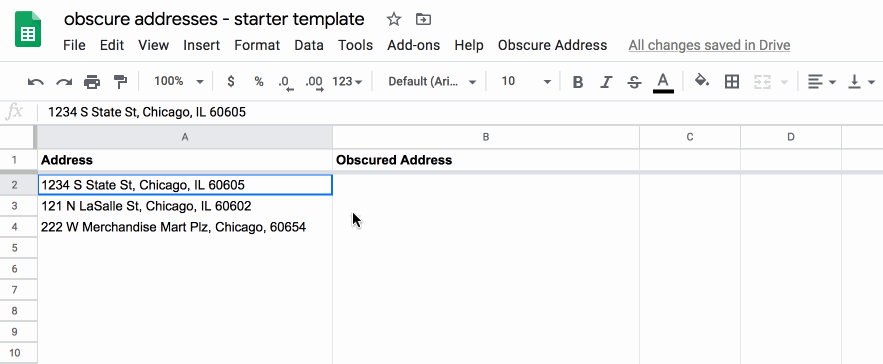 obscure addresses - starter template
File Edit View Insert Format Data Tools Add-ons Help Obscure Address All changes saved in Drive
100% $ % .0 .00 123 Default (Ari... 10 B I S A
fx 1234 S State St, Chicago, IL 60605
A B C D
1 Address Obscured Address
2 1234 S State St, Chicago, IL 60605
3 121 N LaSalle St, Chicago, IL 60602
4 222 W Merchandise Mart Plz, Chicago, 60654
5
6
7
8
9
10